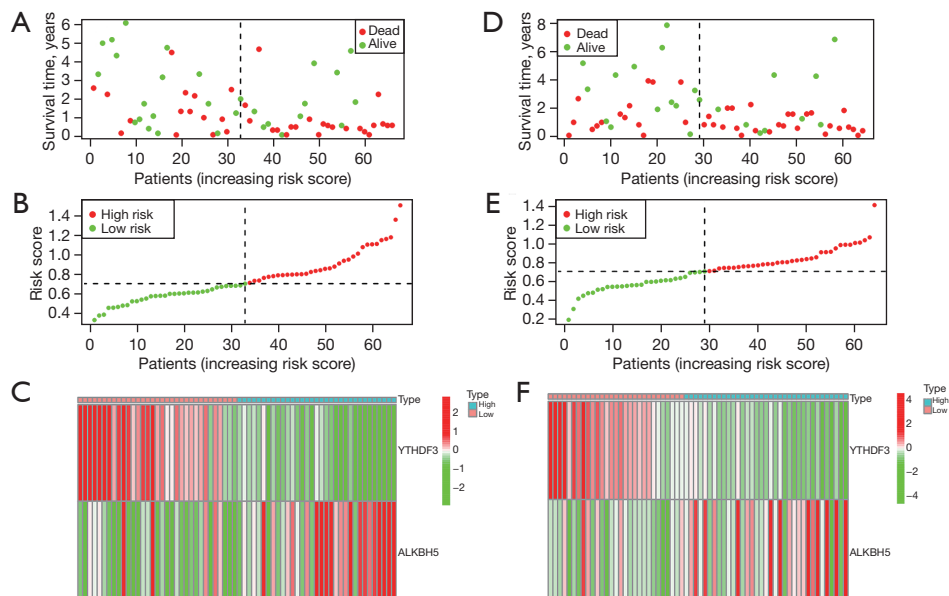 A
Survival time, years
6
5
4
3
2
1
0
Dead
Alive
0 10 20 30 40 50 60
Patients (increasing risk score)
B
Risk score
1.4
1.2
1.0
0.8
0.6
0.4
High risk
Low risk
0 10 20 30 40 50 60
Patients (increasing risk score)
C
Type
YTHDF3
ALKBH5
2
1
0
−1
−2
Type
High
Low
D
Survival time, years
8
6
4
2
0
Dead
Alive
0 10 20 30 40 50 60
Patients (increasing risk score)
E
Risk score
1.4
1.2
1.0
0.8
0.6
0.4
0.2
High risk
Low risk
0 10 20 30 40 50 60
Patients (increasing risk score)
F
Type
YTHDF3
ALKBH5
4
2
0
−2
−4
Type
High
Low